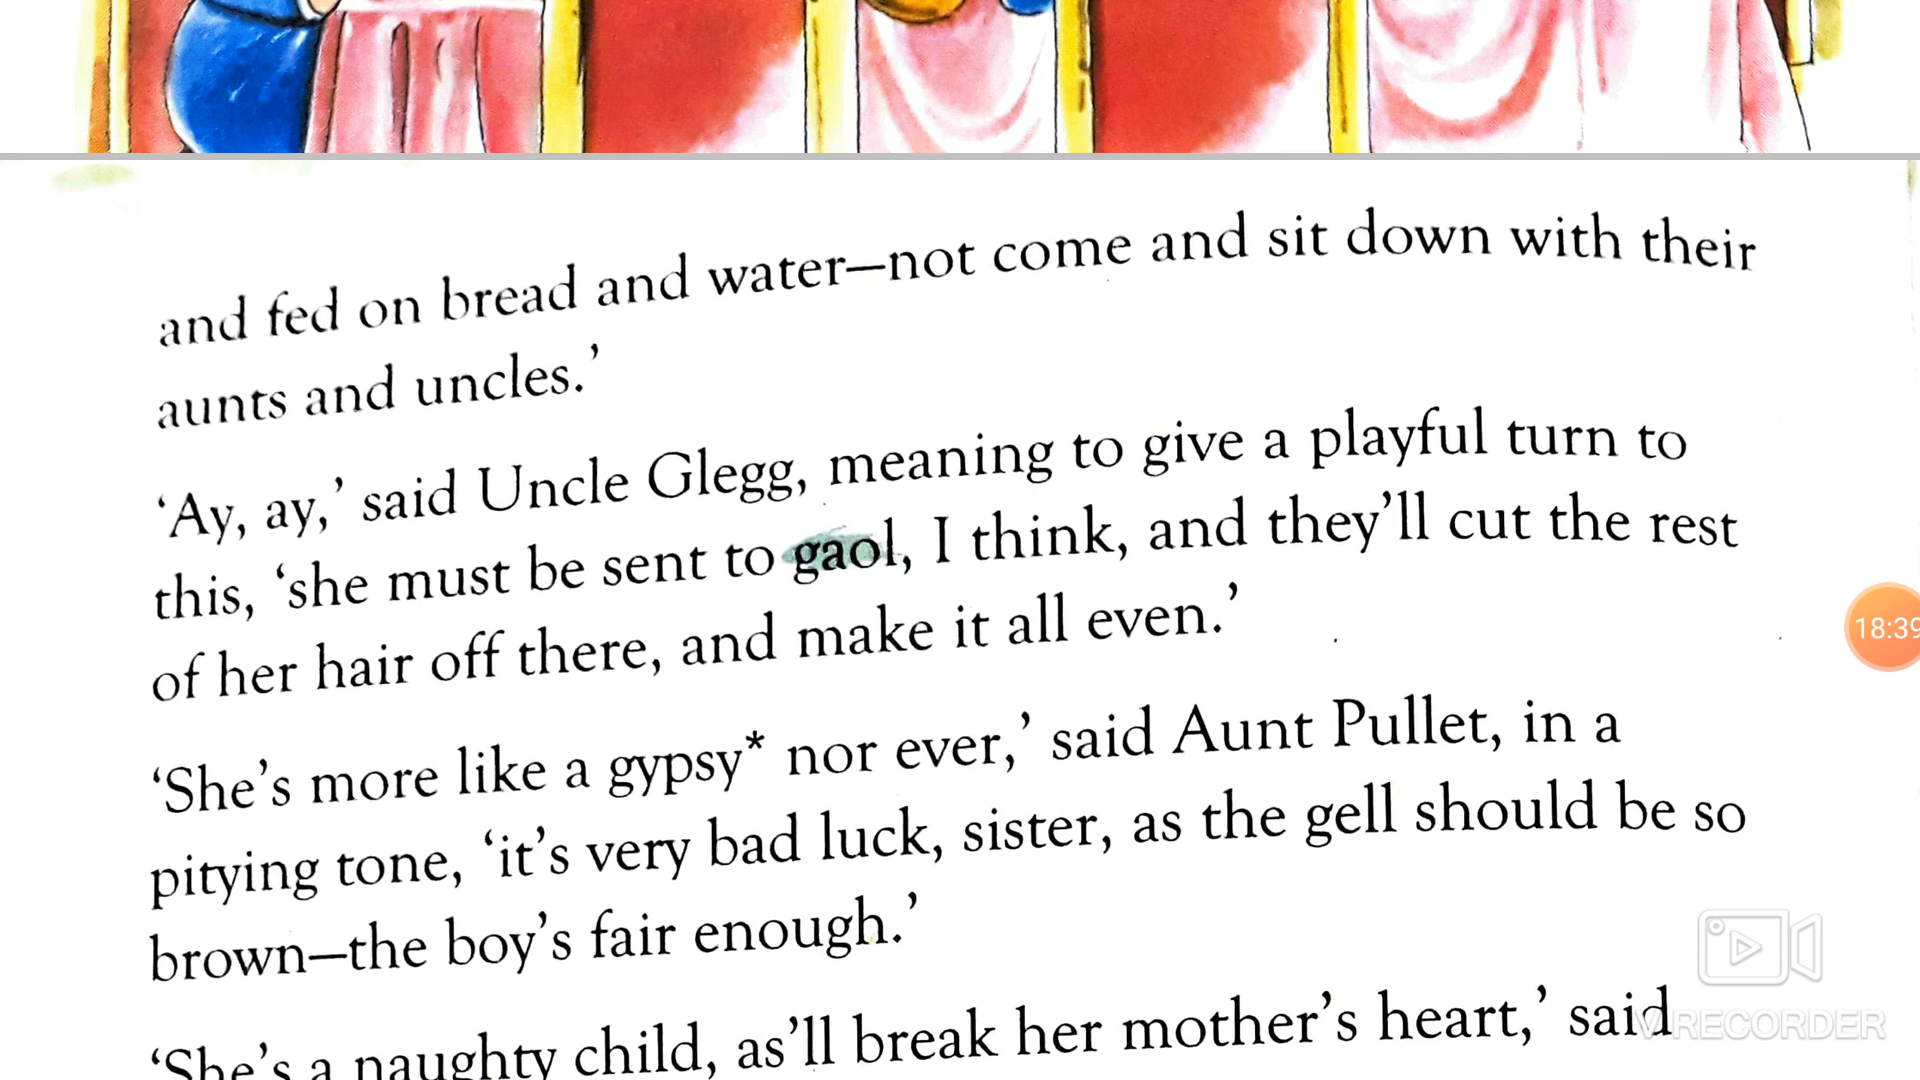 and fed on bread and water—not come and sit down with their
aunts and uncles.’
‘Ay, ay,’ said Uncle Glegg, meaning to give a playful turn to
this, ‘she must be sent to gaol, I think, and they’ll cut the rest
of her hair off there, and make it all even.’
18:39
‘She’s more like a gypsy* nor ever,’ said Aunt Pullet, in a
pitying tone, ‘it’s very bad luck, sister, as the gell should be so
brown—the boy’s fair enough.’
‘She’s a naughty child, as’ll break her mother’s heart,’ said
V RECORDER